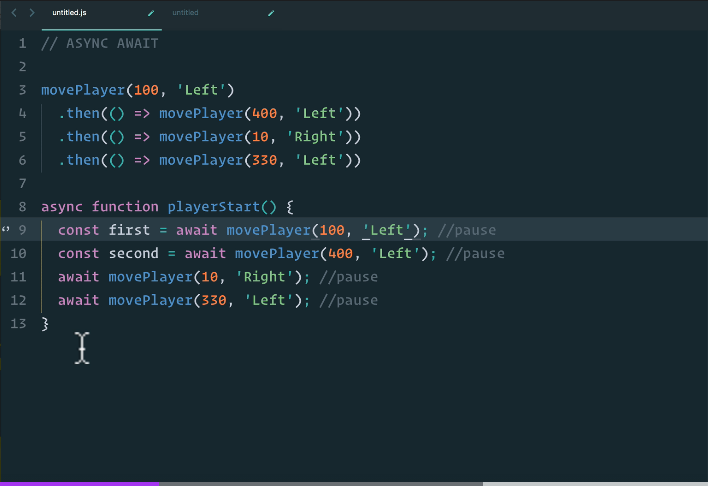 untitled.js
untitled
1 // ASYNC AWAIT
2
3 movePlayer(100, 'Left')
4 .then(() => movePlayer(400, 'Left'))
5 .then(() => movePlayer(10, 'Right'))
6 .then(() => movePlayer(330, 'Left'))
7
8 async function playerStart() {
9 const first = await movePlayer(100, 'Left'); //pause
10 const second = await movePlayer(400, 'Left'); //pause
11 await movePlayer(10, 'Right'); //pause
12 await movePlayer(330, 'Left'); //pause
13 }